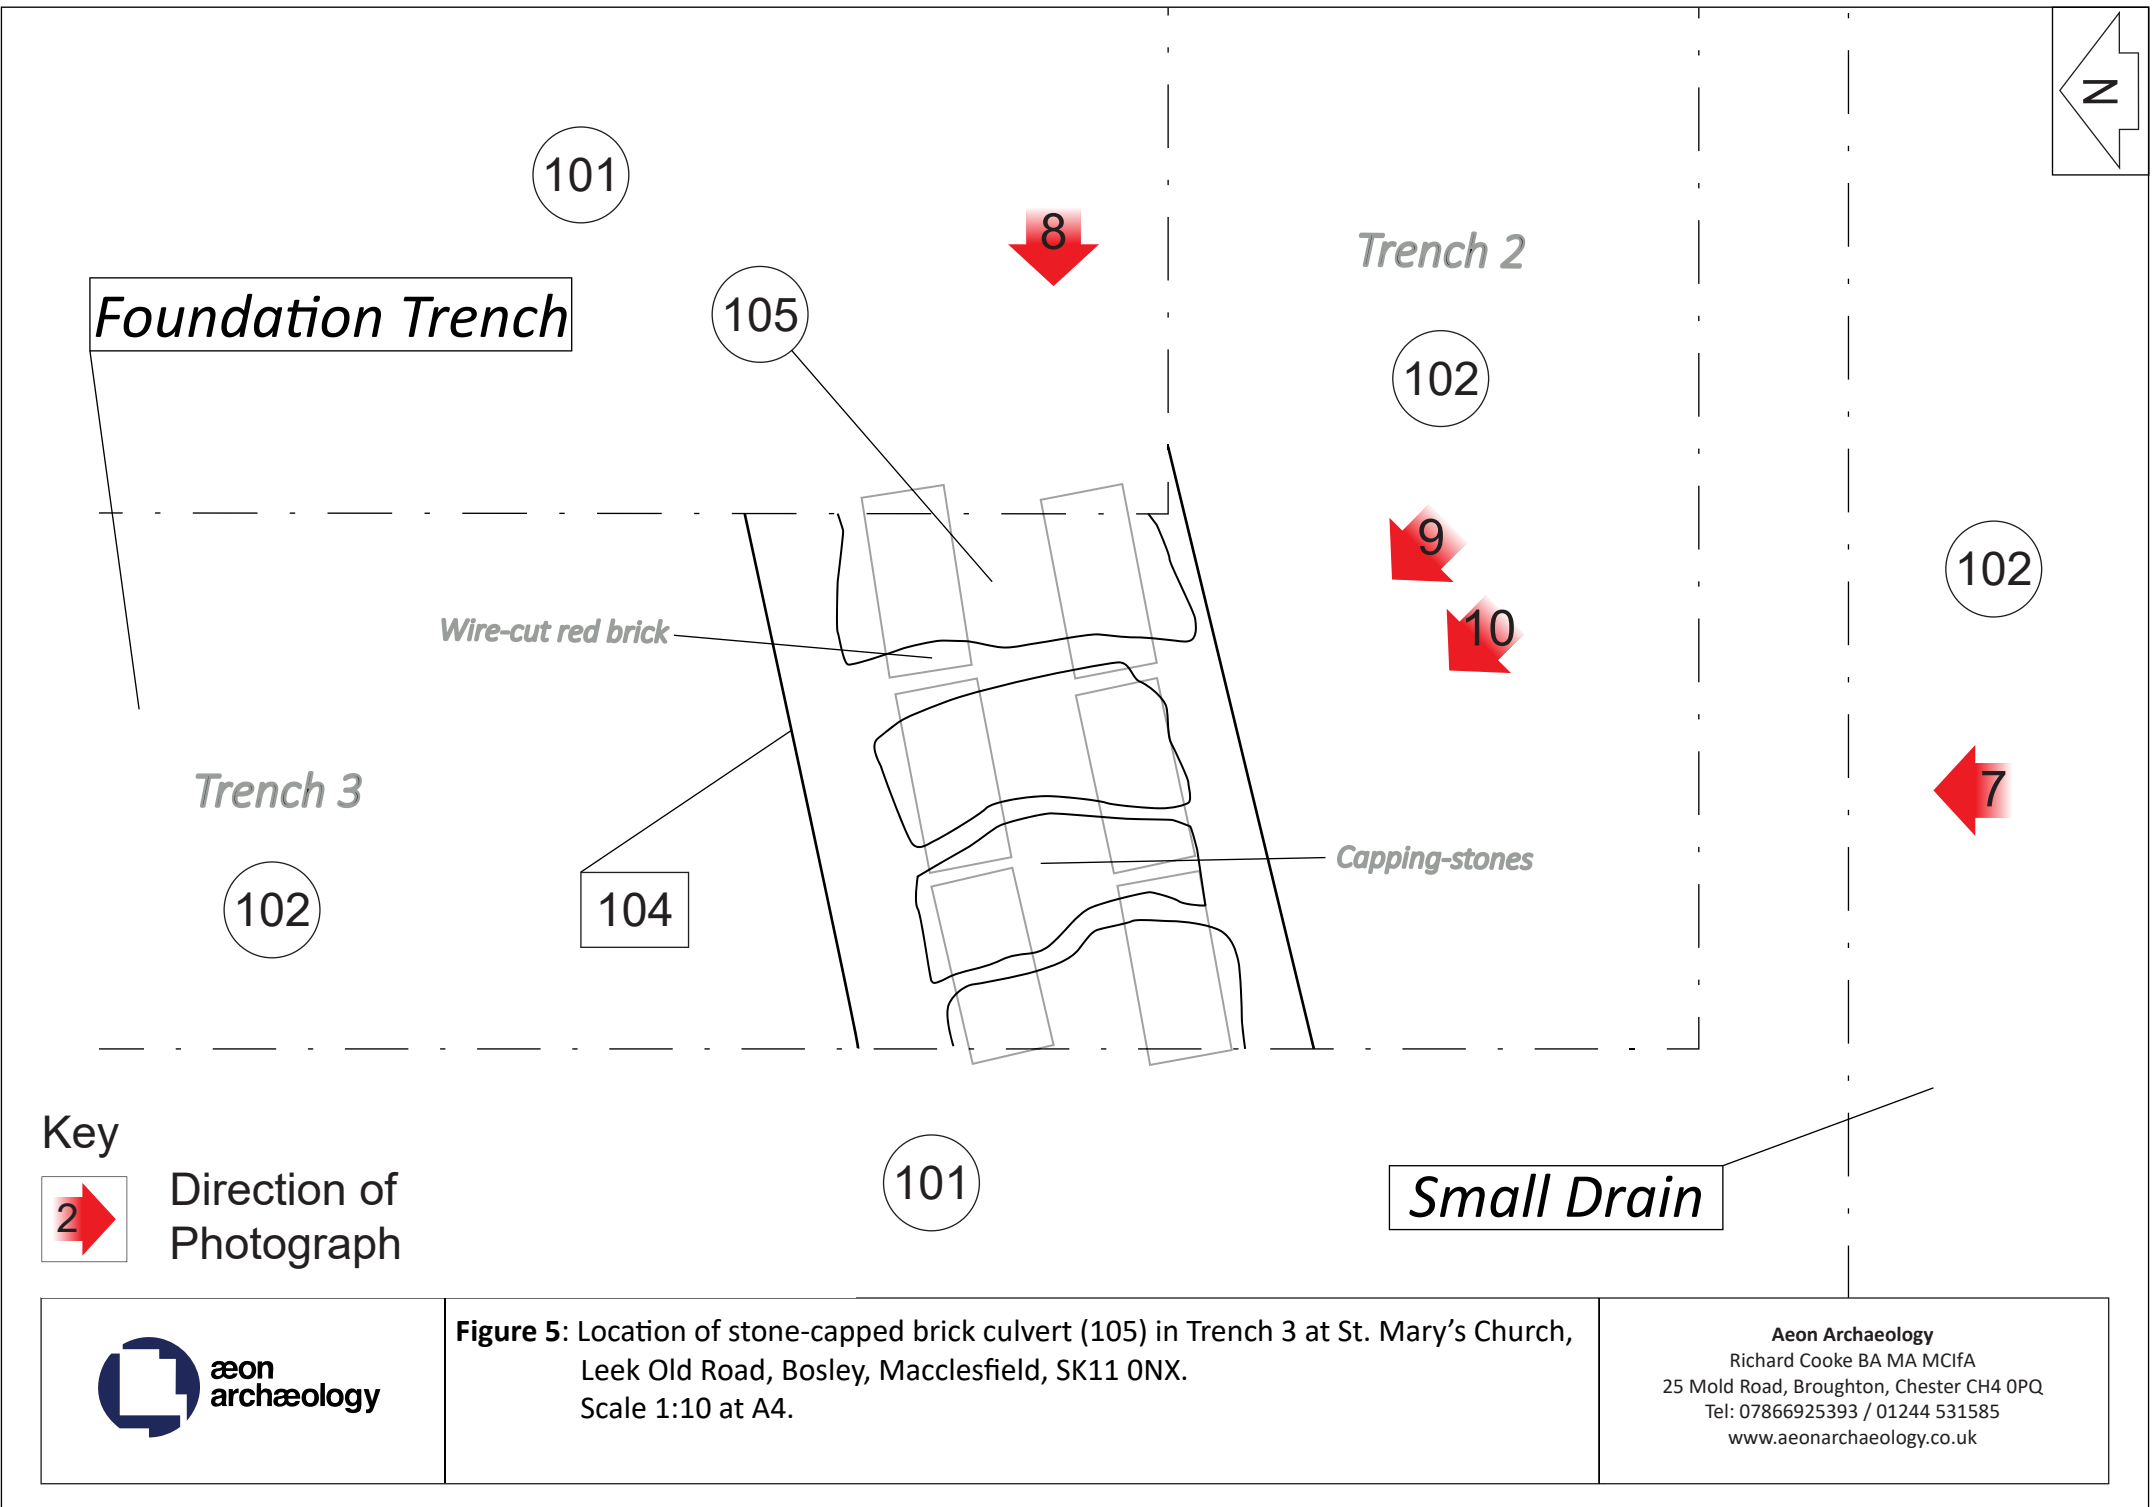 N
101
8
Trench 2
Foundation Trench
105
102
9
102
Wire-cut red brick
10
7
Trench 3
Capping-stones
102
104
Key
101
2
Direction of
Photograph
Small Drain
æon
archæology
Figure 5: Location of stone-capped brick culvert (105) in Trench 3 at St. Mary’s Church,
Leek Old Road, Bosley, Macclesfield, SK11 0NX.
Scale 1:10 at A4.
Aeon Archaeology
Richard Cooke BA MA MCIfA
25 Mold Road, Broughton, Chester CH4 0PQ
Tel: 07866925393 / 01244 531585
www.aeonarchaeology.co.uk